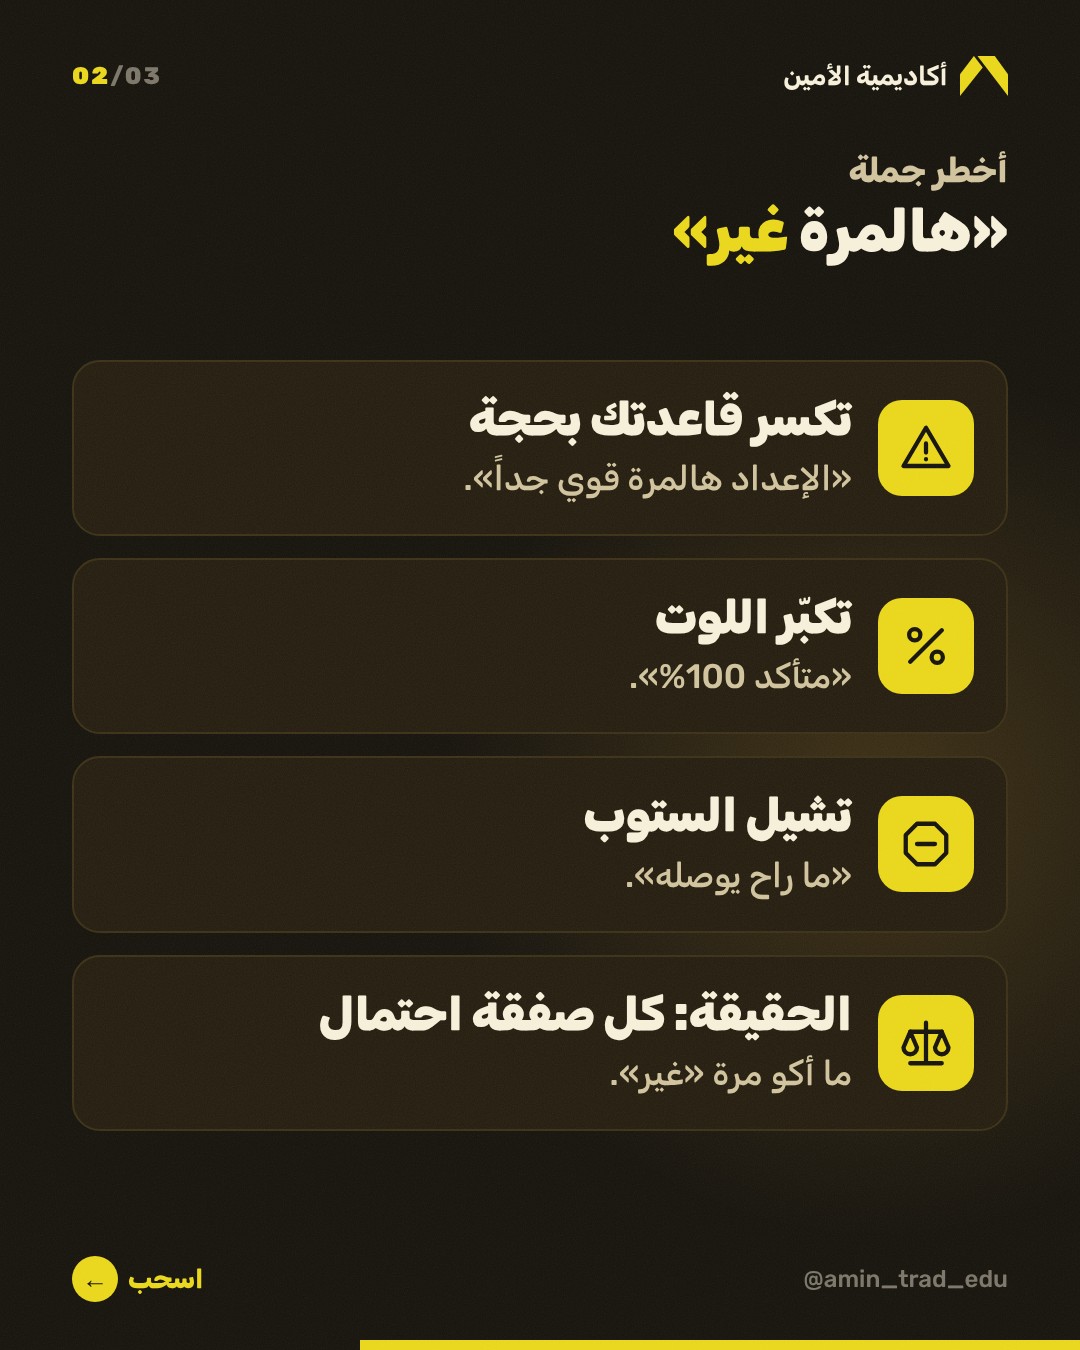 أكاديمية الأمين
02/03
أخطر جملة
«هالمرة غير»
تكسر قاعدتك بحجة
«الإعداد هالمرة قوي جداً».
تكبّر اللوت
«متأكد 100%».
تشيل الستوب
«ما راح يوصله».
الحقيقة: كل صفقة احتمال
ما أكو مرة «غير».
@amin_trad_edu
اسحب ←